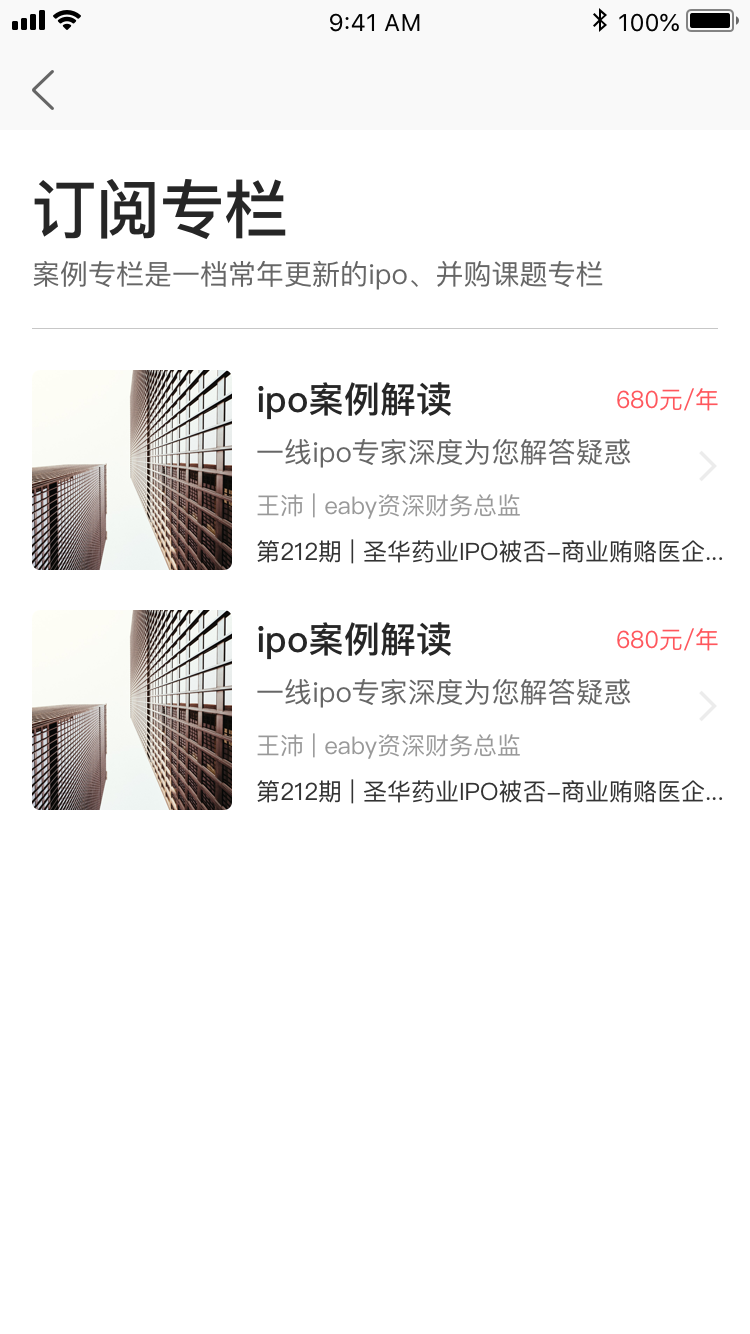 9:41 AM
100%
订阅专栏
案例专栏是一档常年更新的ipo、并购课题专栏
ipo案例解读
680元/年
一线ipo专家深度为您解答疑惑
王沛 | eaby资深财务总监
第212期 | 圣华药业IPO被否-商业贿赂医企...
ipo案例解读
680元/年
一线ipo专家深度为您解答疑惑
王沛 | eaby资深财务总监
第212期 | 圣华药业IPO被否-商业贿赂医企...